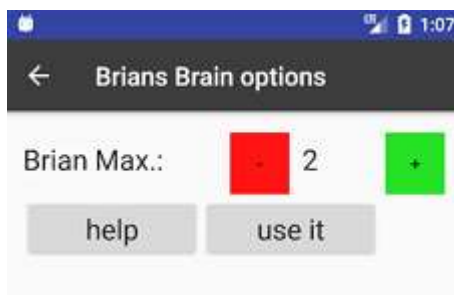 1:07
Brians Brain options
Brian Max.: - 2 +
help use it